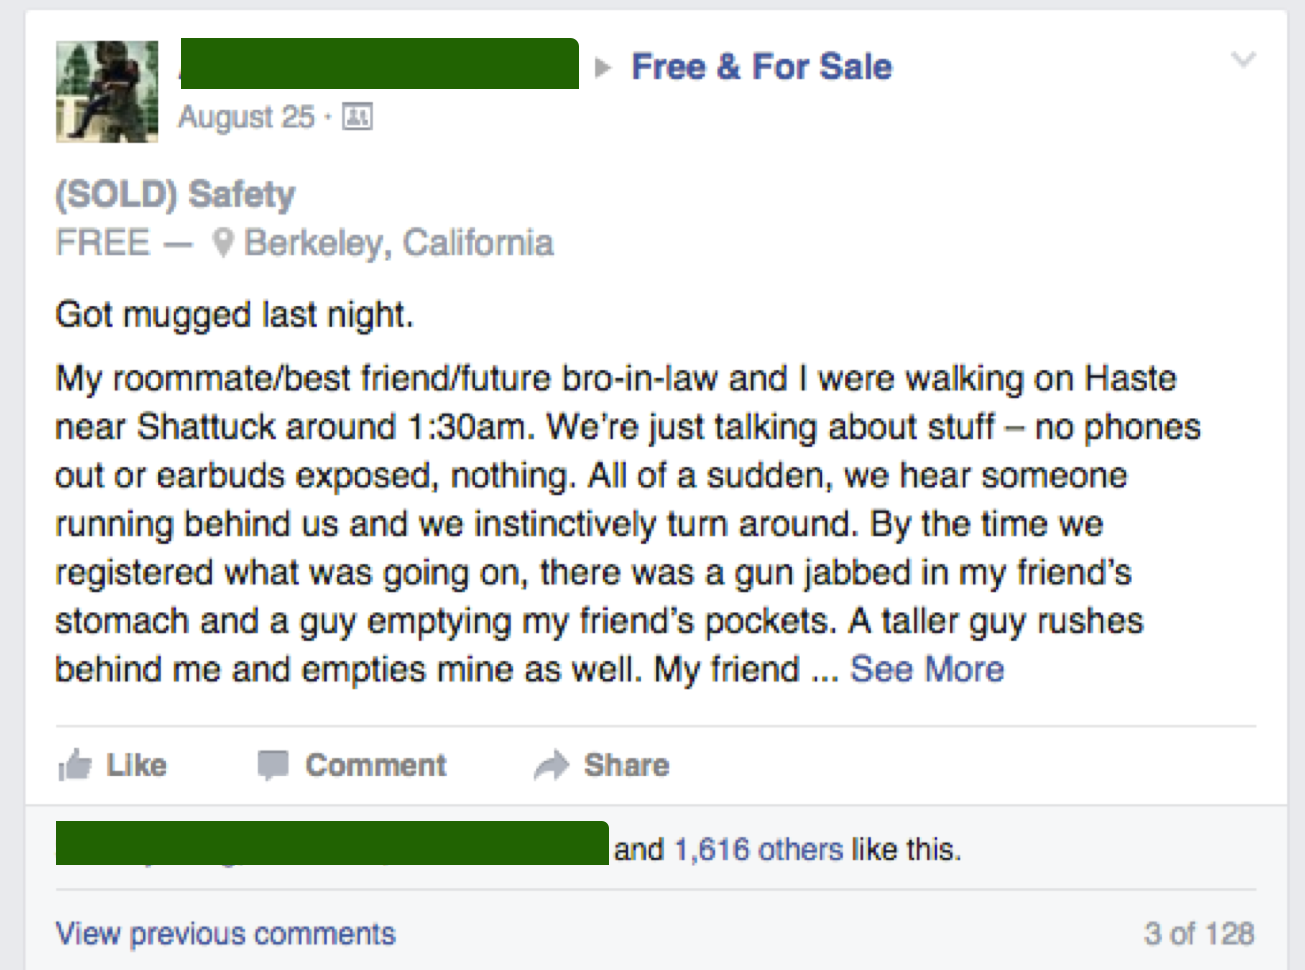 Free & For Sale
August 25 ·
(SOLD) Safety
FREE — Berkeley, California
Got mugged last night.
My roommate/best friend/future bro-in-law and I were walking on Haste
near Shattuck around 1:30am. We’re just talking about stuff – no phones
out or earbuds exposed, nothing. All of a sudden, we hear someone
running behind us and we instinctively turn around. By the time we
registered what was going on, there was a gun jabbed in my friend’s
stomach and a guy emptying my friend’s pockets. A taller guy rushes
behind me and empties mine as well. My friend ... See More
Like Comment Share
and 1,616 others like this.
View previous comments 3 of 128